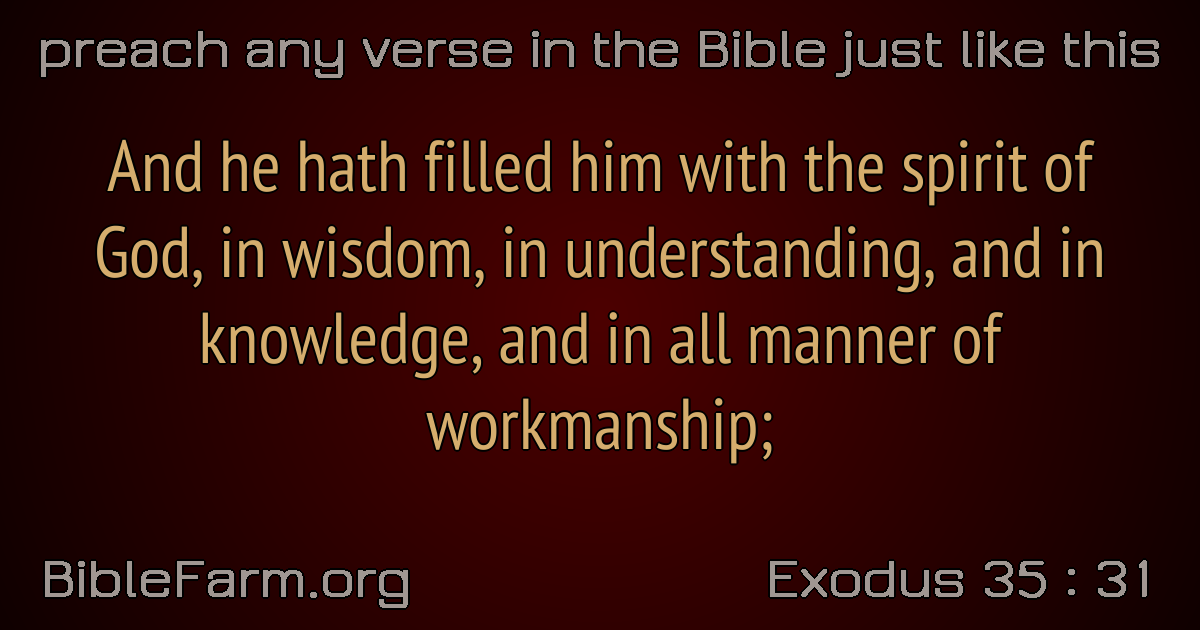 preach any verse in the Bible just like this
And he hath filled him with the spirit of
God, in wisdom, in understanding, and in
knowledge, and in all manner of
workmanship;
BibleFarm.org
Exodus 35 : 31